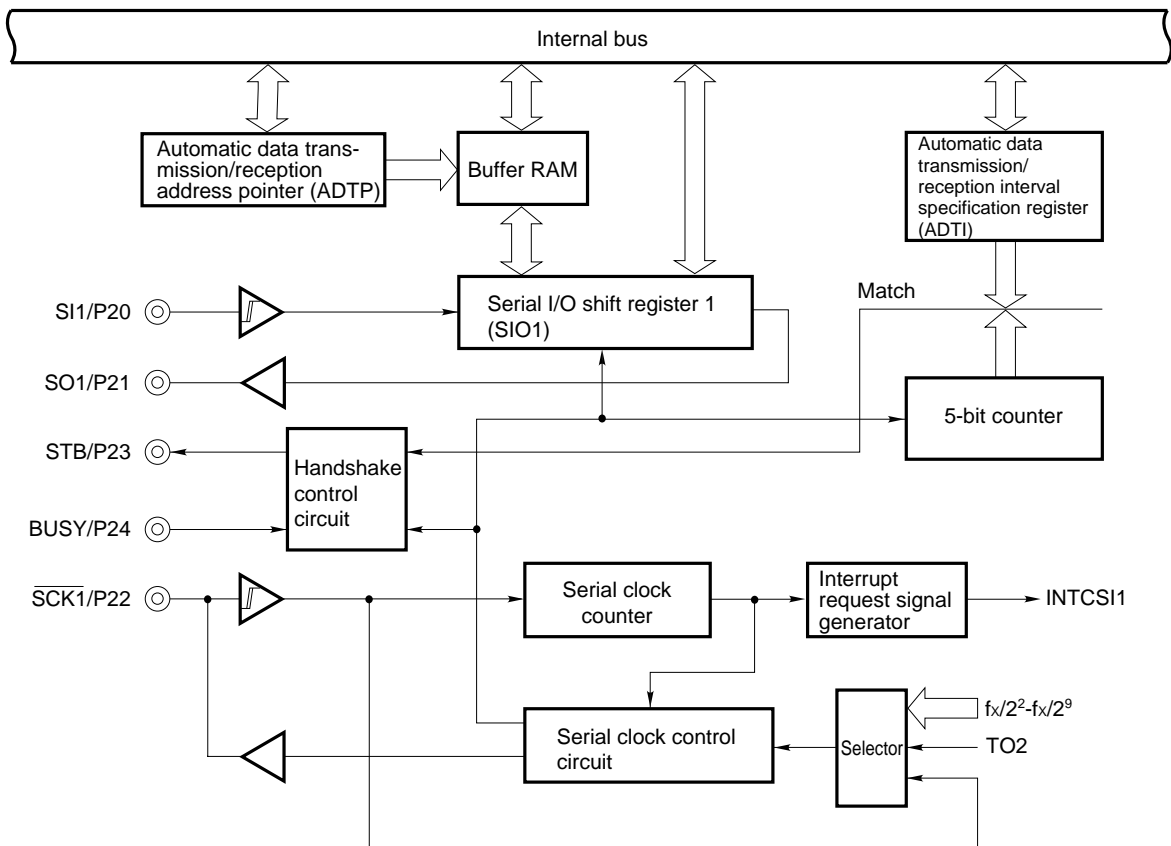 Internal bus
Automatic data trans-
mission/reception
address pointer (ADTP)
Buffer RAM
Automatic data
transmission/
reception interval
specification register
(ADTI)
Match
SI1/P20
Serial I/O shift register 1
(SIO1)
SO1/P21
5-bit counter
STB/P23
Handshake
control
circuit
BUSY/P24
SCK1/P22
Serial clock
counter
Interrupt
request signal
generator
INTCSI1
fx/2²-fx/2⁹
Serial clock control
circuit
Selector
TO2